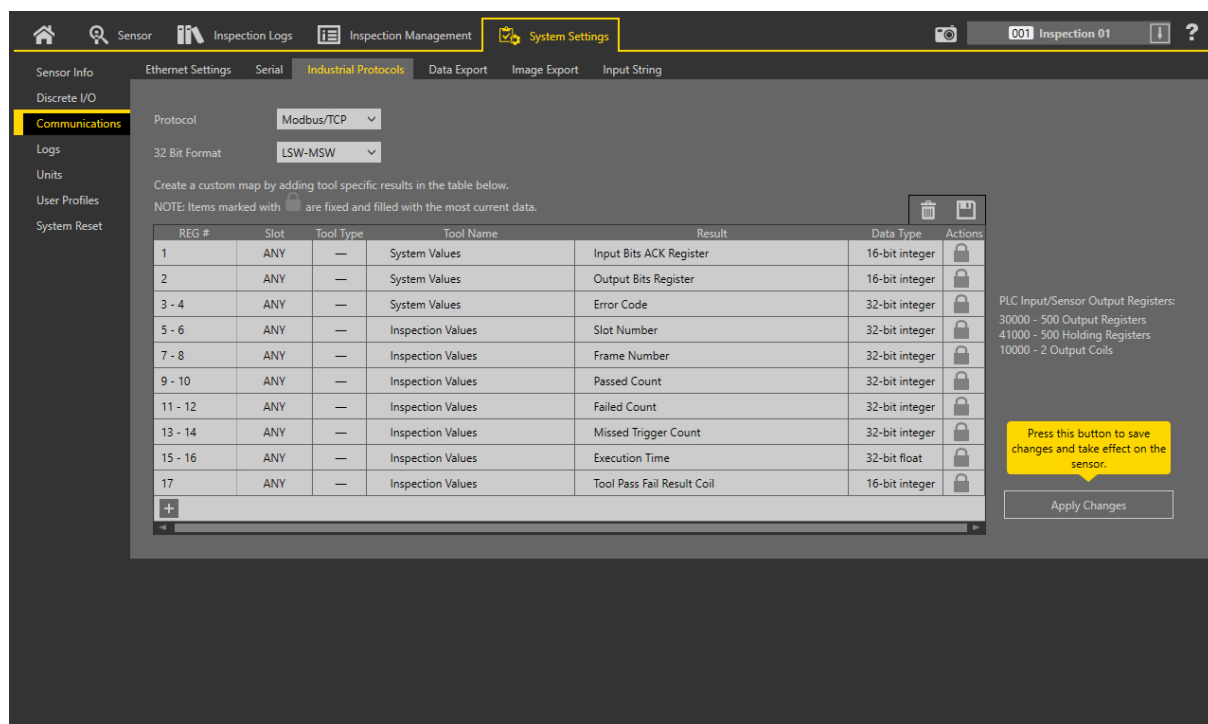 Sensor Inspection Logs Inspection Management System Settings 001 Inspection 01 ?
Sensor Info
Discrete I/O
Communications
Logs
Units
User Profiles
System Reset
Ethernet Settings Serial Industrial Protocols Data Export Image Export Input String
Protocol Modbus/TCP
32 Bit Format LSW-MSW
Create a custom map by adding tool specific results in the table below.
NOTE: Items marked with are fixed and filled with the most current data.
REG # Slot Tool Type Tool Name Result Data Type Actions
1 ANY — System Values Input Bits ACK Register 16-bit integer
2 ANY — System Values Output Bits Register 16-bit integer
3 - 4 ANY — System Values Error Code 32-bit integer
5 - 6 ANY — Inspection Values Slot Number 32-bit integer
7 - 8 ANY — Inspection Values Frame Number 32-bit integer
9 - 10 ANY — Inspection Values Passed Count 32-bit integer
11 - 12 ANY — Inspection Values Failed Count 32-bit integer
13 - 14 ANY — Inspection Values Missed Trigger Count 32-bit integer
15 - 16 ANY — Inspection Values Execution Time 32-bit float
17 ANY — Inspection Values Tool Pass Fail Result Coil 16-bit integer
+
PLC Input/Sensor Output Registers:
30000 - 500 Output Registers
41000 - 500 Holding Registers
10000 - 2 Output Coils
Press this button to save
changes and take effect on the
sensor.
Apply Changes